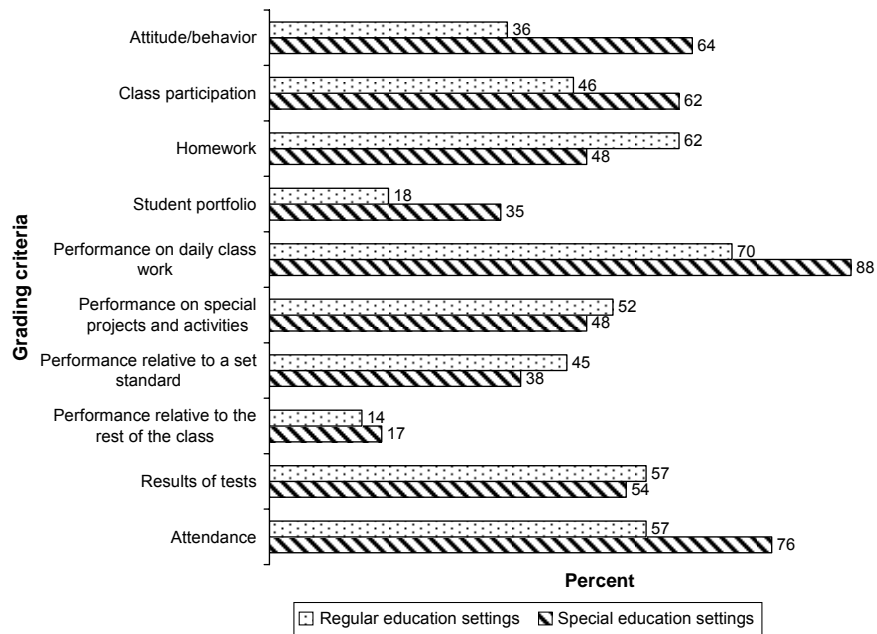 Grading criteria
Attitude/behavior
36
64
Class participation
46
62
Homework
62
48
Student portfolio
18
35
Performance on daily class
work
70
88
Performance on special
projects and activities
52
48
Performance relative to a set
standard
45
38
Performance relative to the
rest of the class
14
17
Results of tests
57
54
Attendance
57
76
Percent
Regular education settings
Special education settings